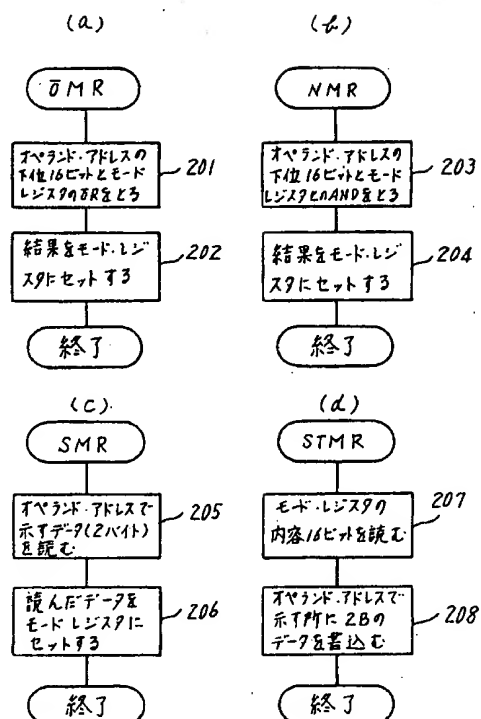 (a)
ŌMR
オペランド・アドレスの
下位16ビットとモード
レジスタのŌRをとる
201
結果をモード・レジ
スタにセットする
202
終了
(b)
NMR
オペランド・アドレスの
下位16ビットとモード
レジスタとのANDをとる
203
結果をモード・レジ
スタにセットする
204
終了
(c)
SMR
オペランド・アドレスで
示すデータ(2バイト)
を読む
205
読んだデータを
モードレジスタに
セットする
206
終了
(d)
STMR
モード・レジスタの
内容16ビットを読む
207
オペランド・アドレスで
示す所に2Bの
データを書込む
208
終了